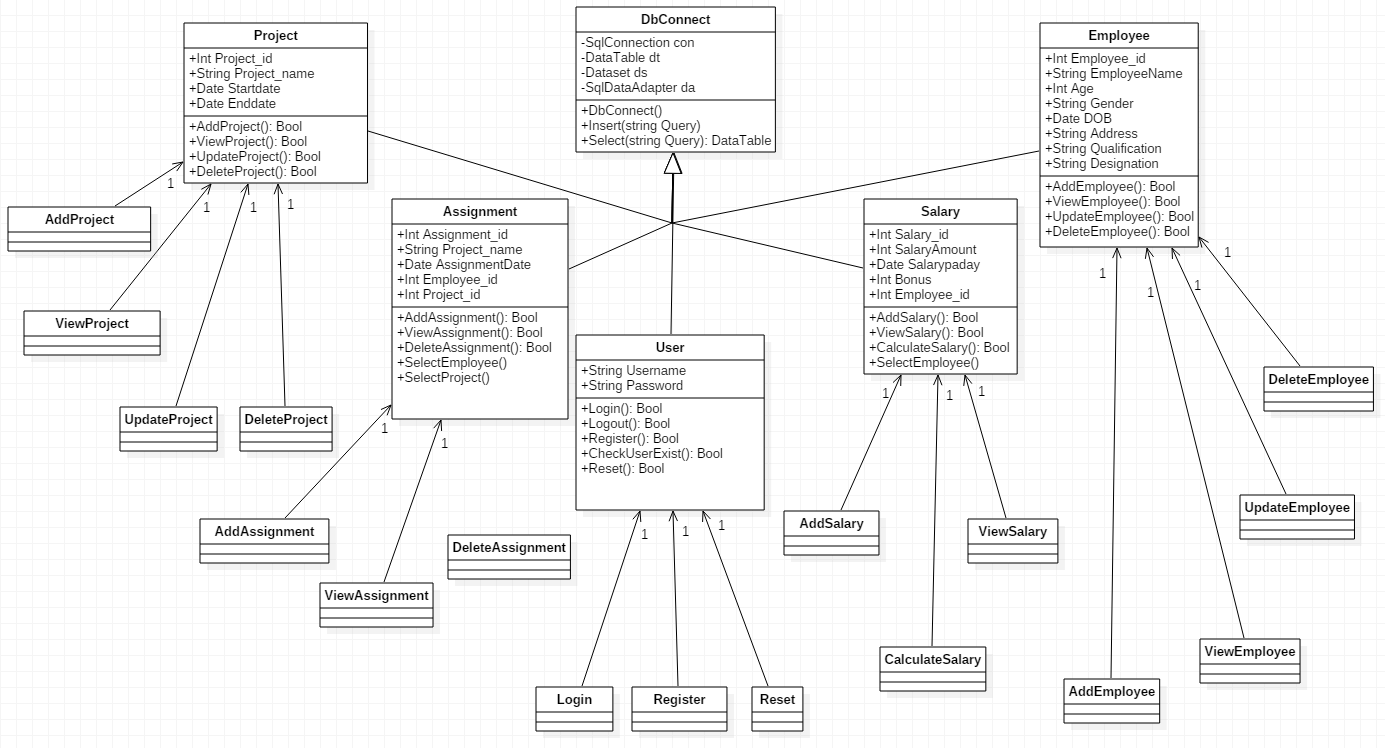 DbConnect
-SqlConnection con
-DataTable dt
-Dataset ds
-SqlDataAdapter da
+DbConnect()
+Insert(string Query)
+Select(string Query): DataTable
Project
+Int Project_id
+String Project_name
+Date Startdate
+Date Enddate
+AddProject(): Bool
+ViewProject(): Bool
+UpdateProject(): Bool
+DeleteProject(): Bool
Employee
+Int Employee_id
+String EmployeeName
+Int Age
+String Gender
+Date DOB
+String Address
+String Qualification
+String Designation
+AddEmployee(): Bool
+ViewEmployee(): Bool
+UpdateEmployee(): Bool
+DeleteEmployee(): Bool
1
1
1
1
AddProject
Assignment
+Int Assignment_id
+String Project_name
+Date AssignmentDate
+Int Employee_id
+Int Project_id
+AddAssignment(): Bool
+ViewAssignment(): Bool
+DeleteAssignment(): Bool
+SelectEmployee()
+SelectProject()
Salary
+Int Salary_id
+Int SalaryAmount
+Date Salarypaday
+Int Bonus
+Int Employee_id
+AddSalary(): Bool
+ViewSalary(): Bool
+CalculateSalary(): Bool
+SelectEmployee()
1
1
1
1
ViewProject
User
+String Username
+String Password
+Login(): Bool
+Logout(): Bool
+Register(): Bool
+CheckUserExist(): Bool
+Reset(): Bool
DeleteEmployee
1
1
1
UpdateProject
DeleteProject
1
1
UpdateEmployee
AddAssignment
DeleteAssignment
1
1
1
AddSalary
ViewSalary
ViewAssignment
CalculateSalary
ViewEmployee
AddEmployee
Login
Register
Reset